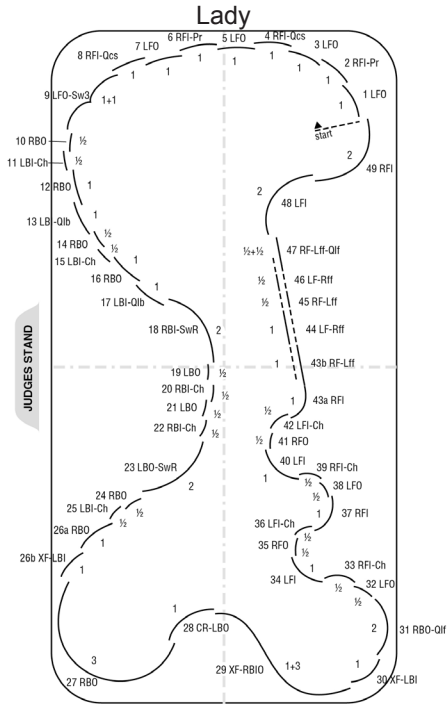 Lady
5 LFO
6 RFI-Pr
4 RFI-Qcs
7 LFO
3 LFO
8 RFI-Qcs
2 RFI-Pr
1
1
1
1
1
1
1
1
9 LFO-Sw3
1+1
1
1 LFO
start
10 RBO
½
2
11 LBI-Ch
½
49 RFI
12 RBO
1
2
48 LFI
13 LBI-QIb
1
14 RBO
½
½
½+½
47 RF-Lff-QIf
15 LBI-Ch
1
16 RBO
½
46 LF-Rff
1
17 LBI-QIb
½
45 RF-Lff
18 RBI-SwR
2
1
44 LF-Rff
JUDGES STAND
1
43b RF-Lff
19 LBO
½
20 RBI-Ch
½
1
43a RFI
21 LBO
½
½
42 LFI-Ch
22 RBI-Ch
½
½
41 RFO
23 LBO-SwR
40 LFI
1
39 RFI-Ch
2
½
38 LFO
24 RBO
½
25 LBI-Ch
½
½
1
37 RFI
26a RBO
1
36 LFI-Ch
½
35 RFO
½
26b XF-LBI
1
1
33 RFI-Ch
34 LFI
½
32 LFO
½
1
28 CR-LBO
2
31 RBO-QIf
3
29 XF-RBIO
1+3
1
27 RBO
30 XF-LBI